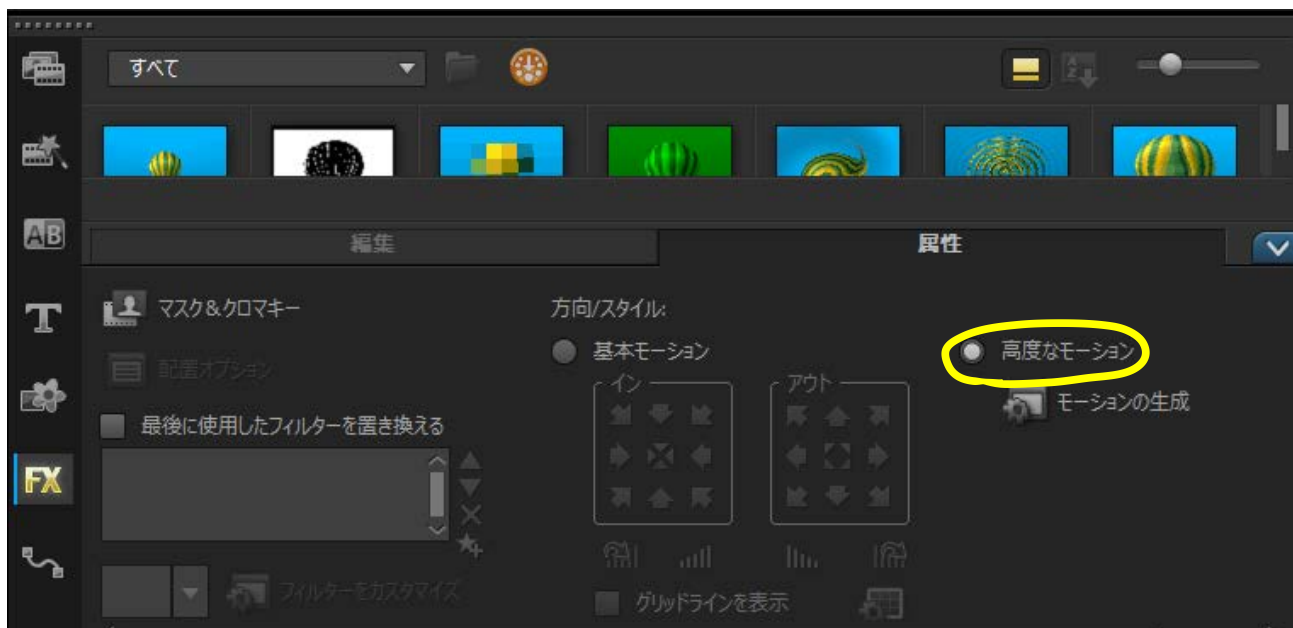 すべて
A
Z
AB
編集
属性
T
マスク&クロマキー
方向/スタイル:
基本モーション
高度なモーション
配置オプション
イン
アウト
モーションの生成
最後に使用したフィルターを置き換える
FX
フィルターをカスタマイズ
グリッドラインを表示